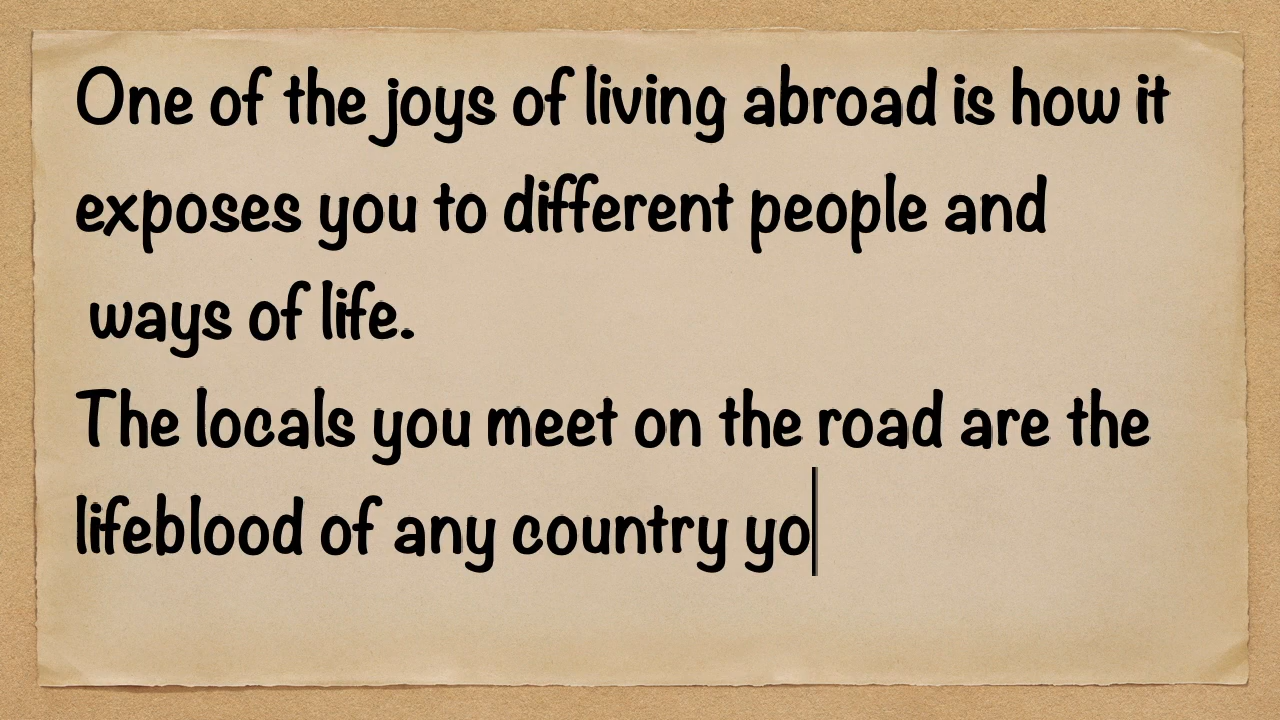 One of the joys of living abroad is how it
exposes you to different people and
ways of life.
The locals you meet on the road are the
lifeblood of any country yo